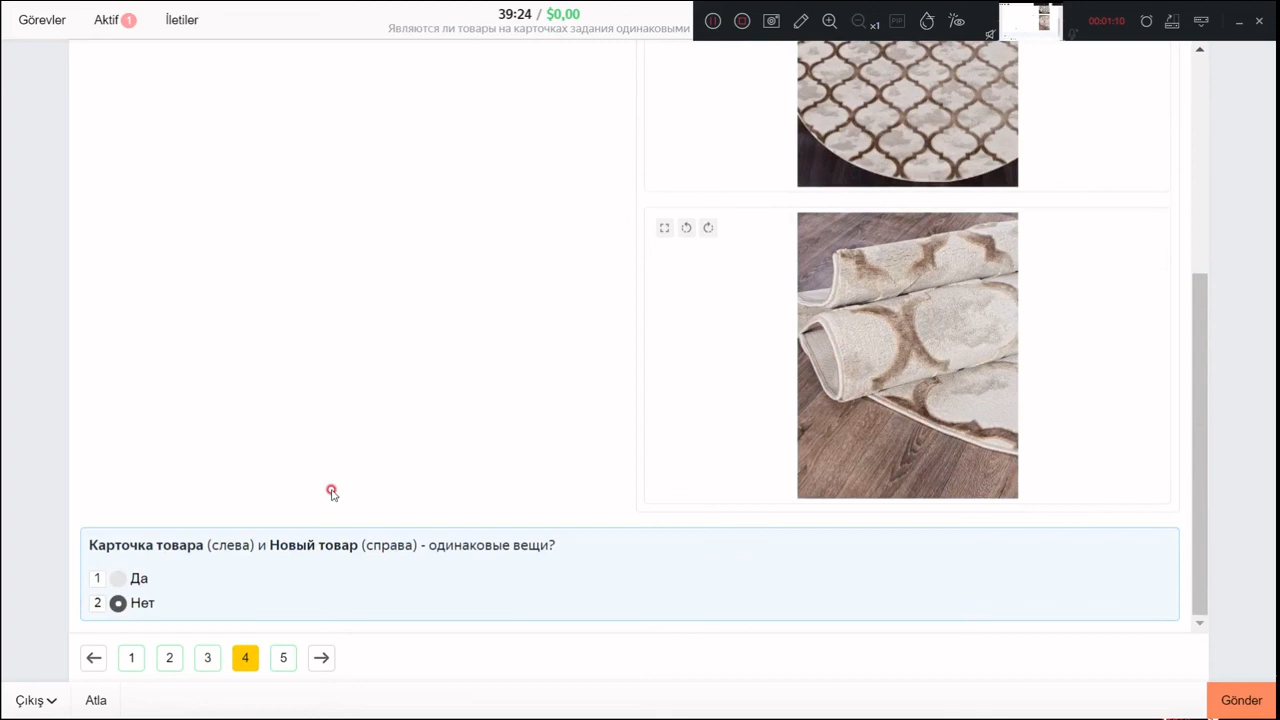 Görevler
Aktif 1
İletiler
39:24 / $0,00
Являются ли товары на карточках задания одинаковыми
x1
PIP
00:01:10
Карточка товара (слева) и Новый товар (справа) - одинаковые вещи?
1 Да
2 Нет
1 2 3 4 5
Çıkış
Atla
Gönder